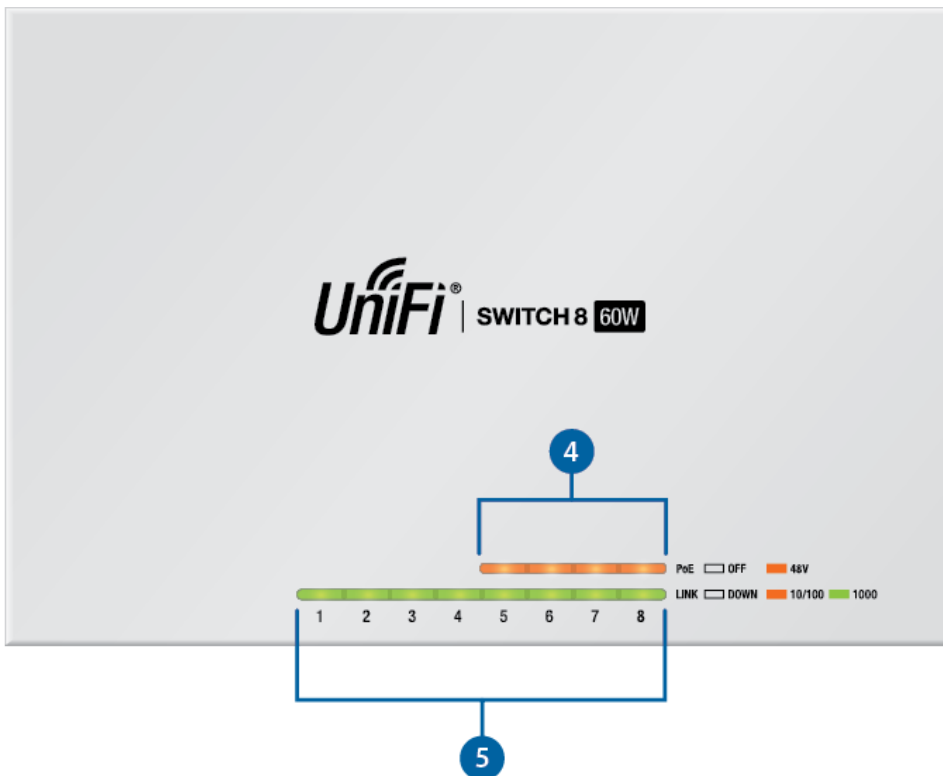 UniFi® SWITCH 8 60W
4
PoE OFF 48V
LINK DOWN 10/100 1000
1 2 3 4 5 6 7 8
5